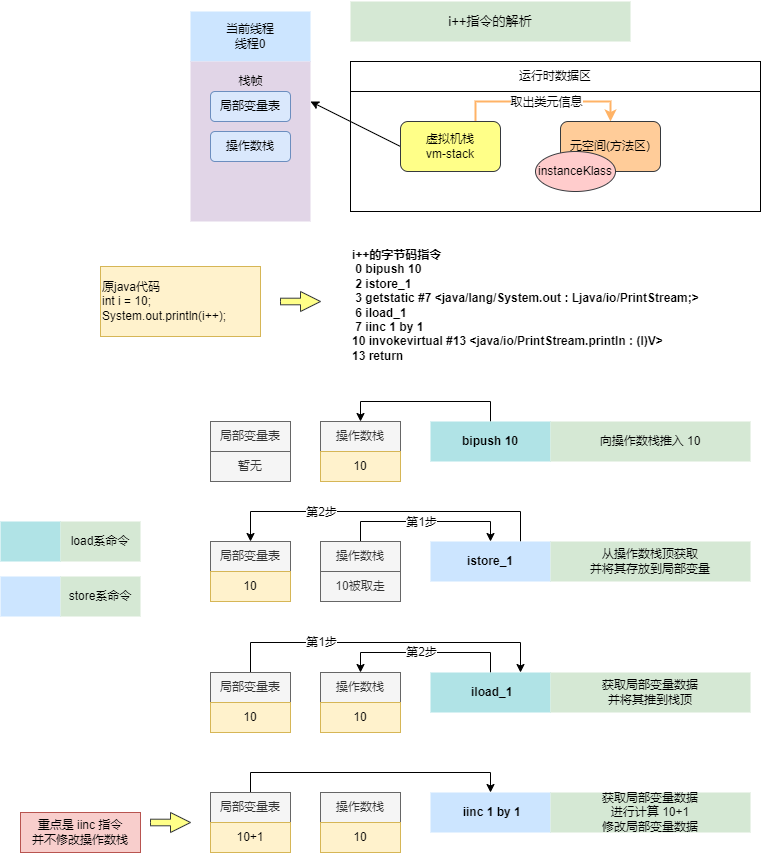 当前线程
线程0
i++指令的解析
栈帧
局部变量表
操作数栈
运行时数据区
取出类元信息
虚拟机栈
vm-stack
元空间(方法区)
instanceKlass
原java代码
int i = 10;
System.out.println(i++);
i++的字节码指令
0 bipush 10
2 istore_1
3 getstatic #7 <java/lang/System.out : Ljava/io/PrintStream;>
6 iload_1
7 iinc 1 by 1
10 invokevirtual #13 <java/io/PrintStream.println : (I)V>
13 return
局部变量表
暂无
操作数栈
10
bipush 10
向操作数栈推入 10
load系命令
store系命令
第2步
第1步
局部变量表
10
操作数栈
10被取走
istore_1
从操作数栈顶获取
并将其存放到局部变量
第1步
第2步
局部变量表
10
操作数栈
10
iload_1
获取局部变量数据
并将其推到栈顶
重点是 iinc 指令
并不修改操作数栈
局部变量表
10+1
操作数栈
10
iinc 1 by 1
获取局部变量数据
进行计算 10+1
修改局部变量数据